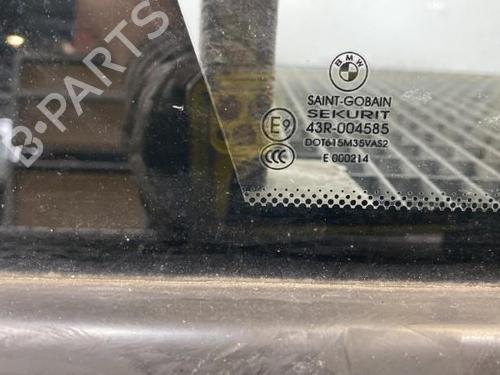 BMW
SAINT-GOBAIN
SEKURIT
E9
43R-004585
DOT615M35VAS2
CCC
E 000214
B-PARTS